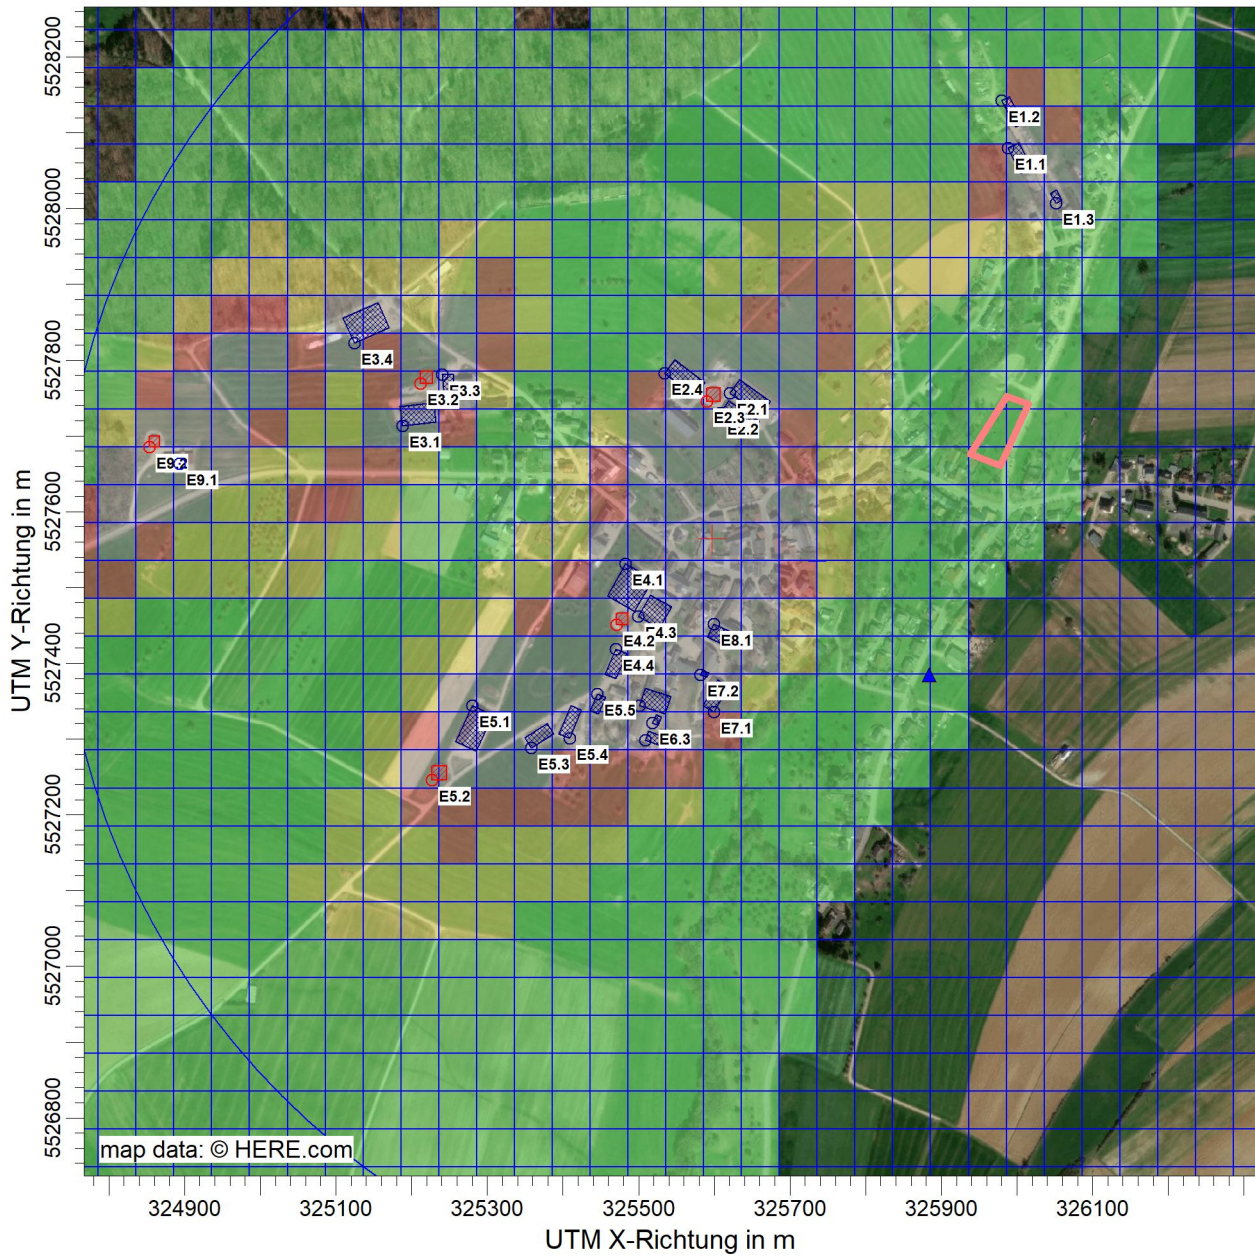 5528200
5528000
5527800
5527600
5527400
5527200
5527000
5526800
UTM Y-Richtung in m
E1.2
E1.1
E1.3
E3.4
E3.3
E3.2
E3.1
E2.4
E2.1
E2.3
E2.2
E9.2
E9.1
E4.1
E4.3
E4.2
E8.1
E4.4
E7.2
E5.5
E5.1
E7.1
E6.3
E5.4
E5.3
E5.2
map data: © HERE.com
324900
325100
325300
325500
325700
325900
326100
UTM X-Richtung in m